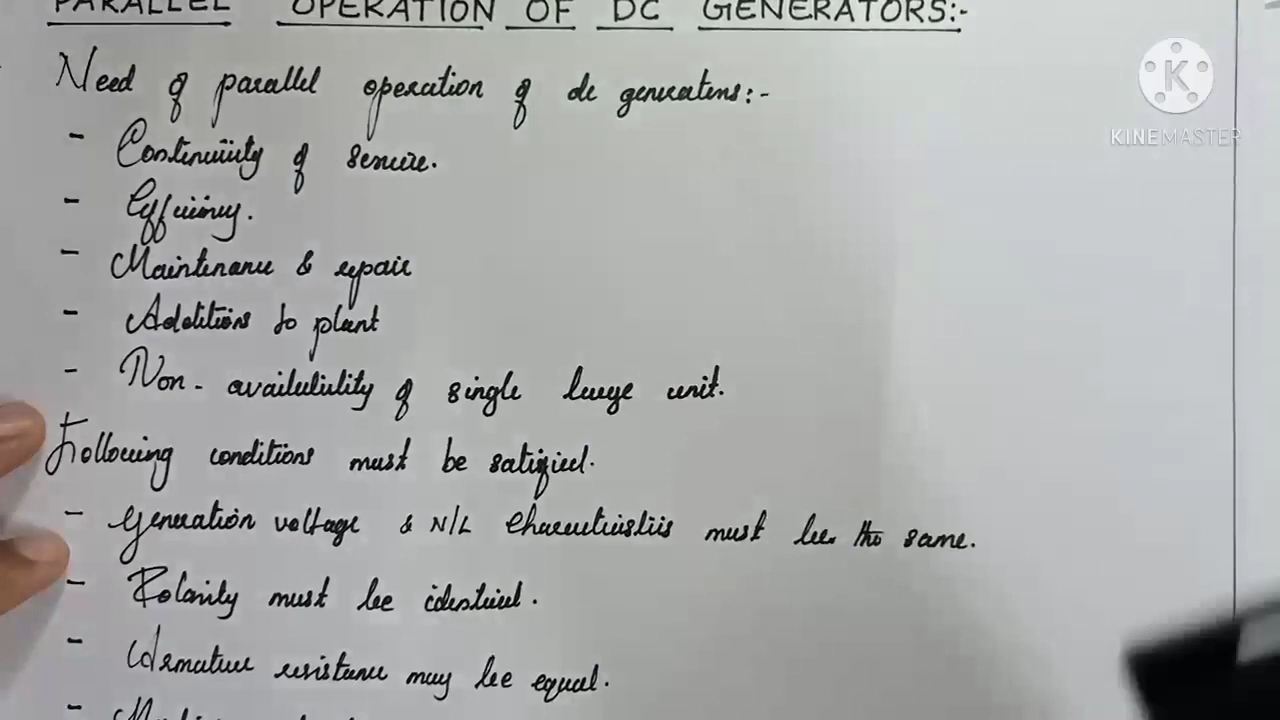 PARALLEL OPERATION OF DC GENERATORS:-
Need of parallel operation of dc generators:-
- Continuity of service.
- Efficiency.
- Maintenance & repair
- Additions to plant
- Non-availability of single large unit.
Following conditions must be satisfied.
- Generation voltage & N/L characteristics must be the same.
- Polarity must be identical.
- Armature resistance may be equal.
K
KINEMASTER